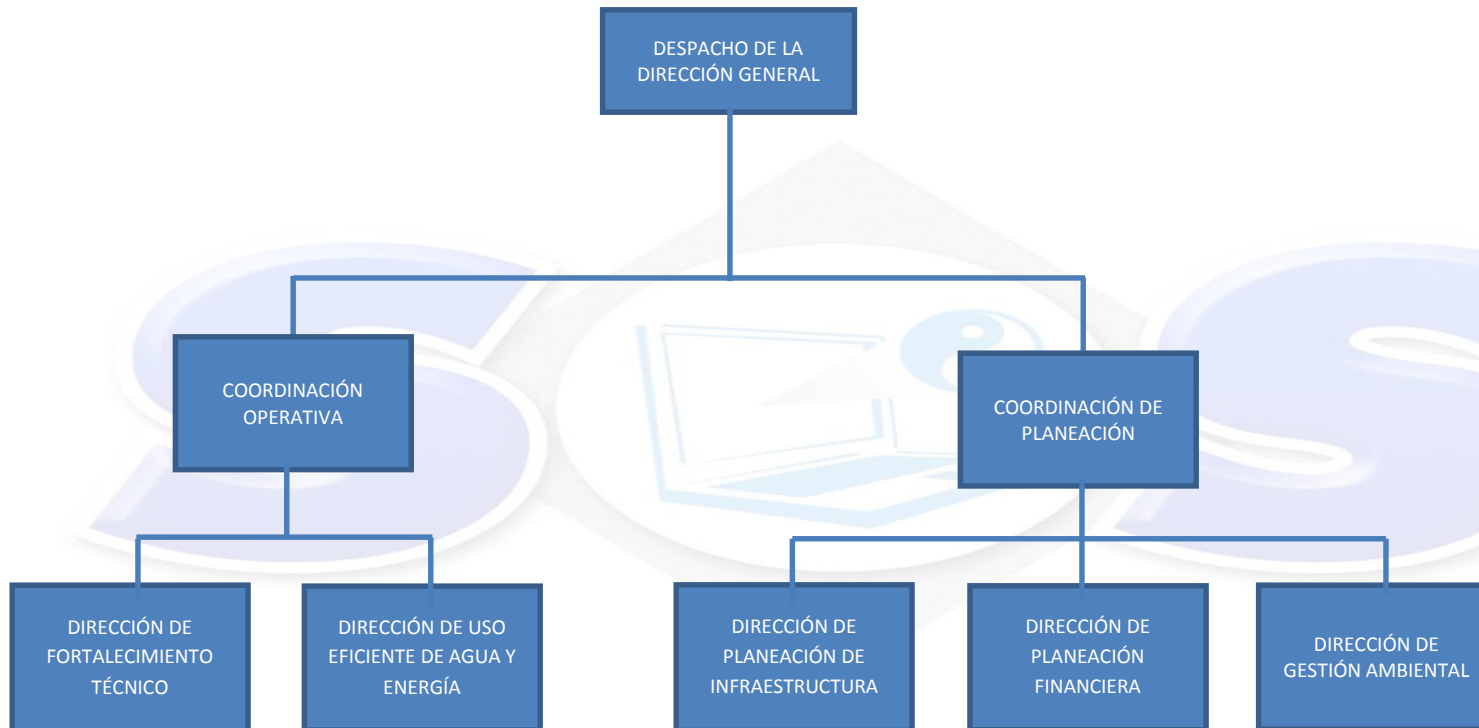 DESPACHO DE LA
DIRECCIÓN GENERAL
COORDINACIÓN
OPERATIVA
COORDINACIÓN DE
PLANEACIÓN
DIRECCIÓN DE
FORTALECIMIENTO
TÉCNICO
DIRECCIÓN DE USO
EFICIENTE DE AGUA Y
ENERGÍA
DIRECCIÓN DE
PLANEACIÓN DE
INFRAESTRUCTURA
DIRECCIÓN DE
PLANEACIÓN
FINANCIERA
DIRECCIÓN DE
GESTIÓN AMBIENTAL
S S